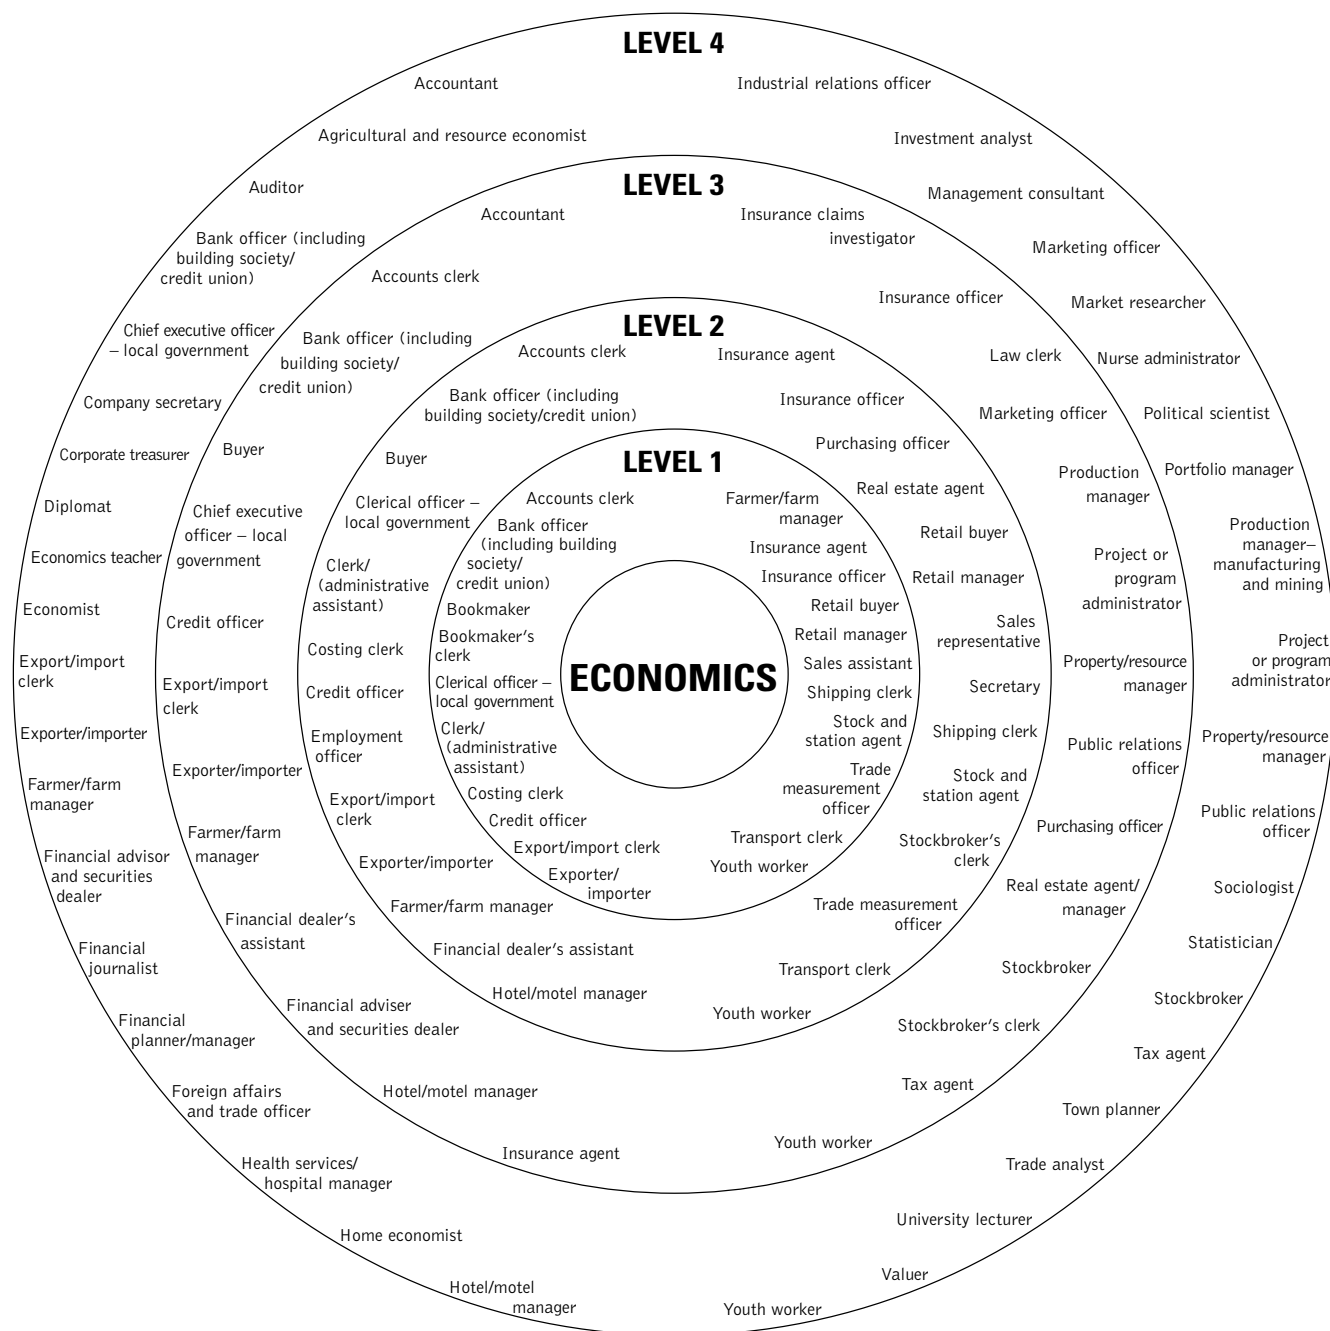 LEVEL 4
Accountant
Agricultural and resource economist
Auditor
Bank officer (including
building society/
credit union)
Chief executive officer
– local government
Company secretary
Corporate treasurer
Diplomat
Economics teacher
Economist
Export/import
clerk
Exporter/importer
Farmer/farm
manager
Financial advisor
and securities
dealer
Financial
journalist
Financial
planner/manager
Foreign affairs
and trade officer
Health services/
hospital manager
Home economist
Hotel/motel
manager
Industrial relations officer
Investment analyst
Management consultant
Marketing officer
Market researcher
Nurse administrator
Political scientist
Portfolio manager
Production
manager–
manufacturing
and mining
Project
or program
administrator
Property/resource
manager
Public relations
officer
Sociologist
Statistician
Stockbroker
Tax agent
Town planner
Trade analyst
University lecturer
Valuer
Youth worker
LEVEL 3
Accountant
Accounts clerk
Bank officer (including
building society/
credit union)
Buyer
Chief executive
officer – local
government
Credit officer
Export/import
clerk
Exporter/importer
Farmer/farm
manager
Financial dealer's
assistant
Financial adviser
and securities dealer
Hotel/motel manager
Insurance agent
Insurance claims
investigator
Insurance officer
Law clerk
Marketing officer
Production
manager
Project or
program
administrator
Property/resource
manager
Public relations
officer
Purchasing officer
Real estate agent/
manager
Stockbroker
Stockbroker's clerk
Tax agent
Youth worker
LEVEL 2
Accounts clerk
Bank officer (including
building society/credit union)
Buyer
Clerical officer –
local government
Clerk/
(administrative
assistant)
Costing clerk
Credit officer
Employment
officer
Export/import
clerk
Exporter/importer
Farmer/farm manager
Financial dealer's assistant
Hotel/motel manager
Insurance agent
Insurance officer
Purchasing officer
Real estate agent
Retail buyer
Retail manager
Sales
representative
Secretary
Shipping clerk
Stock and
station agent
Stockbroker's
clerk
Trade measurement
officer
Transport clerk
Youth worker
LEVEL 1
Accounts clerk
Bank officer
(including building
society/
credit union)
Bookmaker
Bookmaker's
clerk
Clerical officer –
local government
Clerk/
(administrative
assistant)
Costing clerk
Credit officer
Export/import clerk
Exporter/
importer
Farmer/farm
manager
Insurance agent
Insurance officer
Retail buyer
Retail manager
Sales assistant
Shipping clerk
Stock and
station agent
Trade
measurement
officer
Transport clerk
Youth worker
ECONOMICS